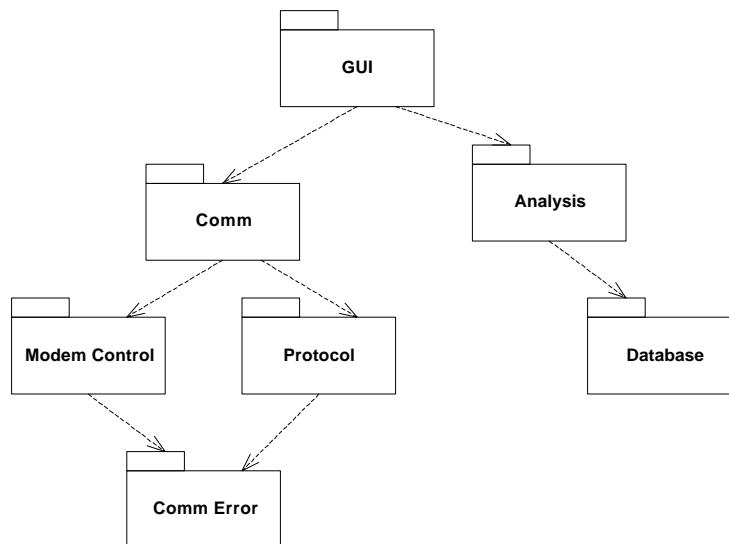 GUI
Analysis
Comm
Modem Control
Protocol
Database
Comm Error